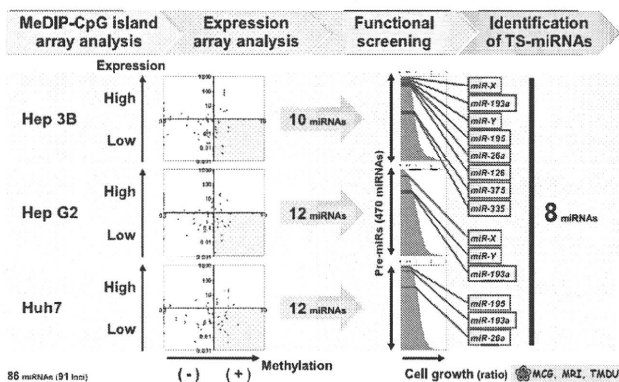 MeDIP-CpG island
array analysis
Expression
array analysis
Functional
screening
Identification
of TS-miRNAs
Expression
Hep 3B
High
Low
10 miRNAs
Hep G2
High
Low
12 miRNAs
Huh7
High
Low
12 miRNAs
Pre-miRs (470 miRNAs)
miR-X
miR-193a
miR-Y
miR-195
miR-26a
miR-126
miR-375
miR-335
miR-X
miR-Y
miR-193a
miR-195
miR-193a
miR-26a
8 miRNAs
86 miRNAs (91 loci)
(-) (+) Methylation
Cell growth (ratio)
MCG, MRI, TMDU